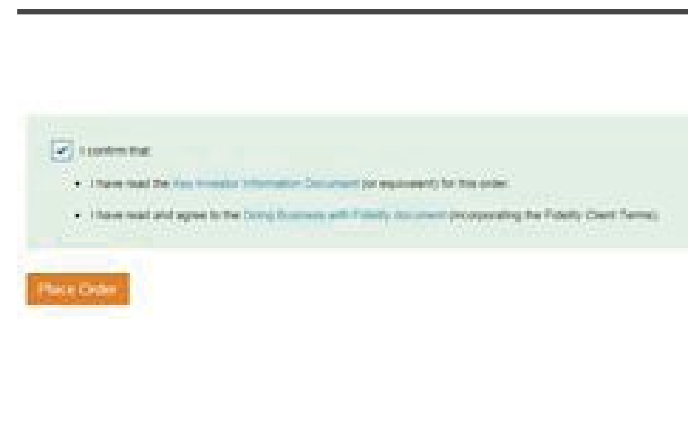 I confirm that
• I have read the Key Investor Information Document (or equivalent) for this order.
• I have read and agree to the Doing Business with Fidelity document (incorporating the Fidelity Client Terms).
Place Order